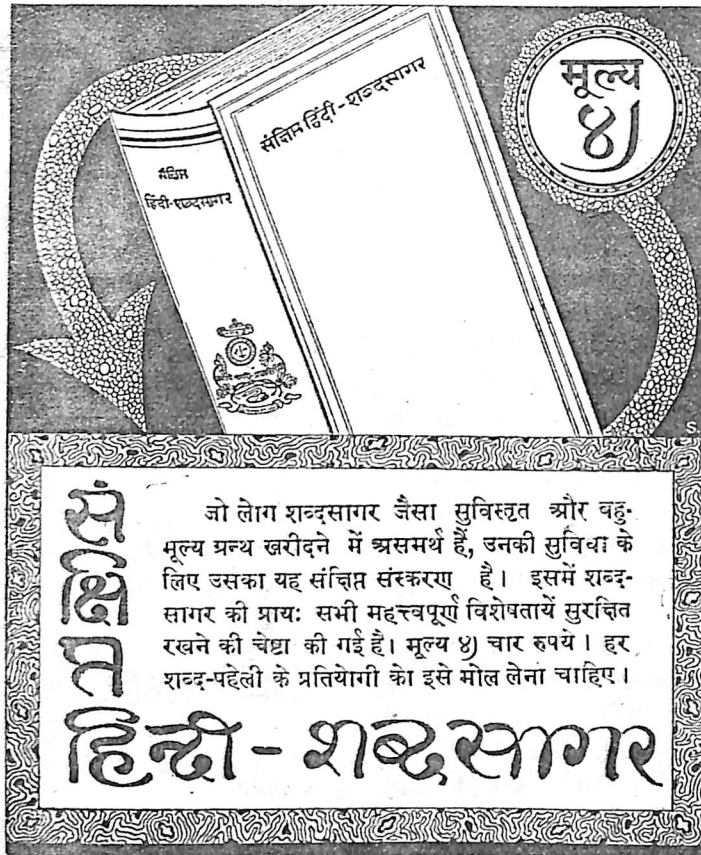 मूल्य
४)
संक्षिप्त हिंदी-शब्दसागर
संक्षिप्त
हिंदी-शब्दसागर
S
संक्षिप्त
जो लोग शब्दसागर जैसा सुविस्तृत और बहु-
मूल्य ग्रन्थ खरीदने में असमर्थ हैं, उनकी सुविधा के
लिए उसका यह संक्षिप्त संस्करण है। इसमें शब्द-
सागर की प्रायः सभी महत्त्वपूर्ण विशेषतायें सुरक्षित
रखने की चेष्टा की गई है। मूल्य ४) चार रुपये। हर
शब्द-पहेली के प्रतियोगी को इसे मोल लेना चाहिए।
हिन्दी-शब्दसागर